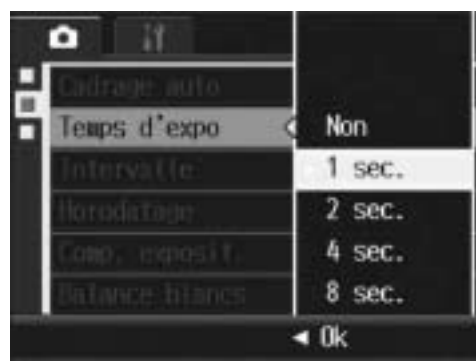 Cadrage auto
Temps d'expo
Intervalle
Horodatage
Comp. exposit.
Balance blancs
Non
1 sec.
2 sec.
4 sec.
8 sec.
Ok